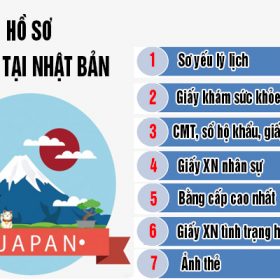 HỒ SƠ
TẠI NHẬT BẢN
1 Sơ yếu lý lịch
2 Giấy khám sức khỏe
3 CMT, sổ hộ khẩu, giấ
4 Giấy XN nhân sự
5 Bằng cấp cao nhất
6 Giấy XN tình trạng h
7 Ảnh thẻ
JAPAN